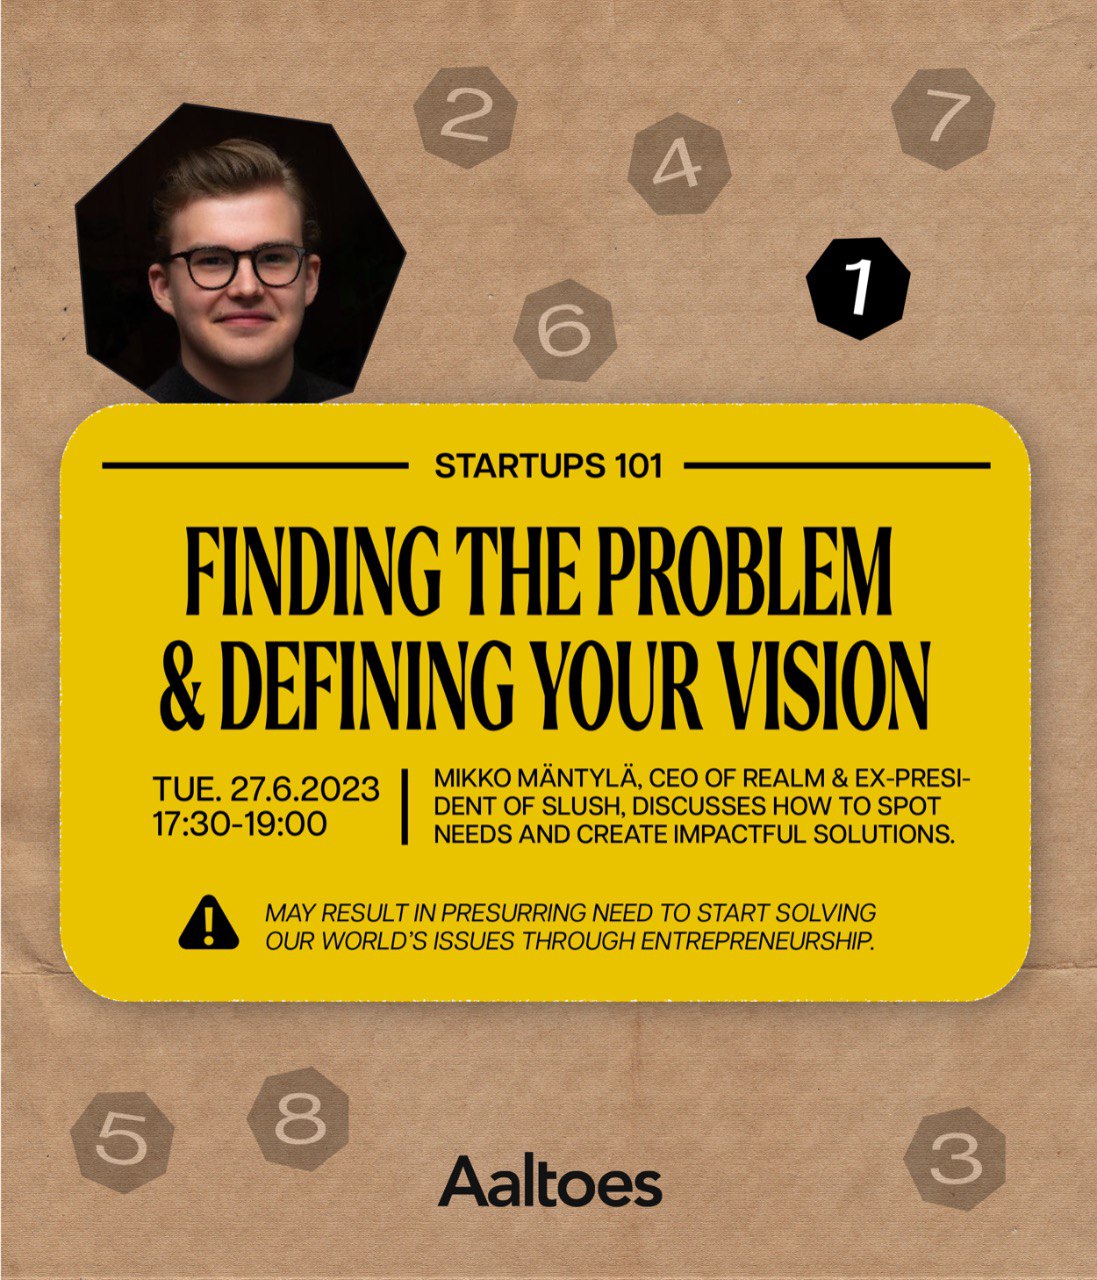 2
7
4
1
6
STARTUPS 101
FINDING THE PROBLEM
& DEFINING YOUR VISION
TUE. 27.6.2023
17:30-19:00
MIKKO MÄNTYLÄ, CEO OF REALM & EX-PRESI-
DENT OF SLUSH, DISCUSSES HOW TO SPOT
NEEDS AND CREATE IMPACTFUL SOLUTIONS.
MAY RESULT IN PRESURRING NEED TO START SOLVING
OUR WORLD'S ISSUES THROUGH ENTREPRENEURSHIP.
5
8
3
Aaltoes